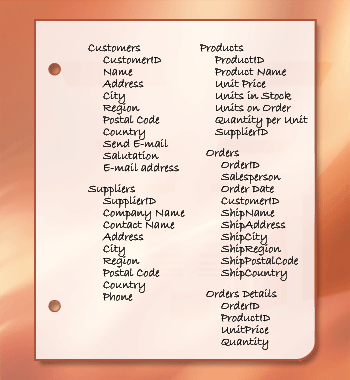 Customers
CustomerID
Name
Address
City
Region
Postal Code
Country
Send E-mail
Salutation
E-mail address
Suppliers
SupplierID
Company Name
Contact Name
Address
City
Region
Postal Code
Country
Phone
Products
ProductID
Product Name
Unit Price
Units in Stock
Units on Order
Quantity per Unit
SupplierID
Orders
OrderID
Salesperson
Order Date
CustomerID
ShipName
ShipAddress
ShipCity
ShipRegion
ShipPostalCode
ShipCountry
Orders Details
OrderID
ProductID
UnitPrice
Quantity